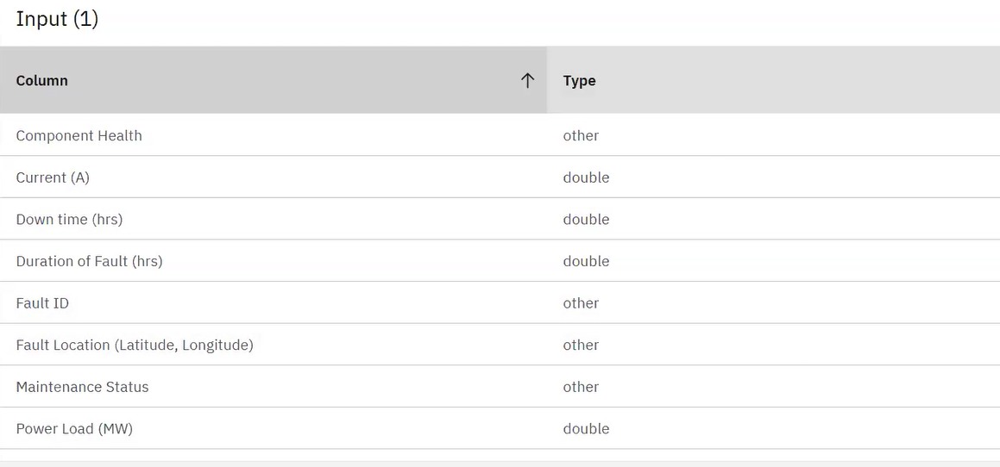 Input (1)
Column Type
Component Health other
Current (A) double
Down time (hrs) double
Duration of Fault (hrs) double
Fault ID other
Fault Location (Latitude, Longitude) other
Maintenance Status other
Power Load (MW) double